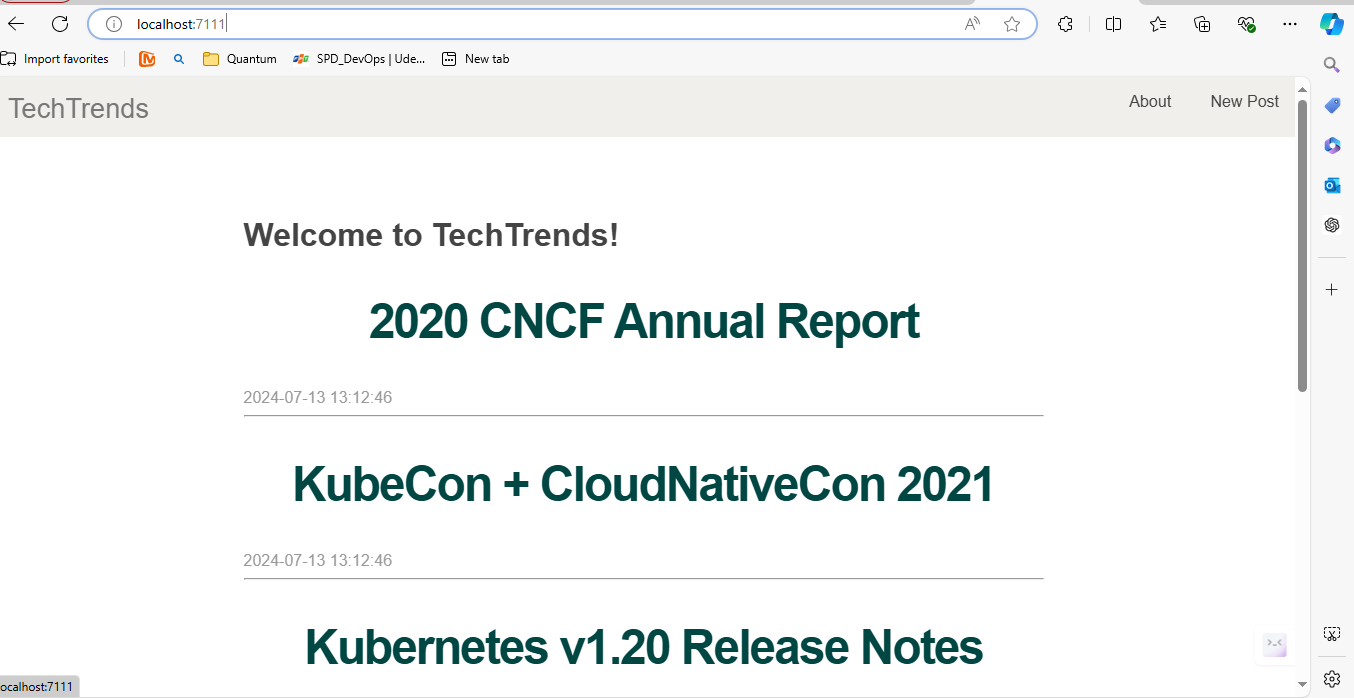 localhost:7111
Import favorites
Quantum
SPD_DevOps | Ude...
New tab
TechTrends
About
New Post
Welcome to TechTrends!
2020 CNCF Annual Report
2024-07-13 13:12:46
KubeCon + CloudNativeCon 2021
2024-07-13 13:12:46
Kubernetes v1.20 Release Notes
ocalhost:7111